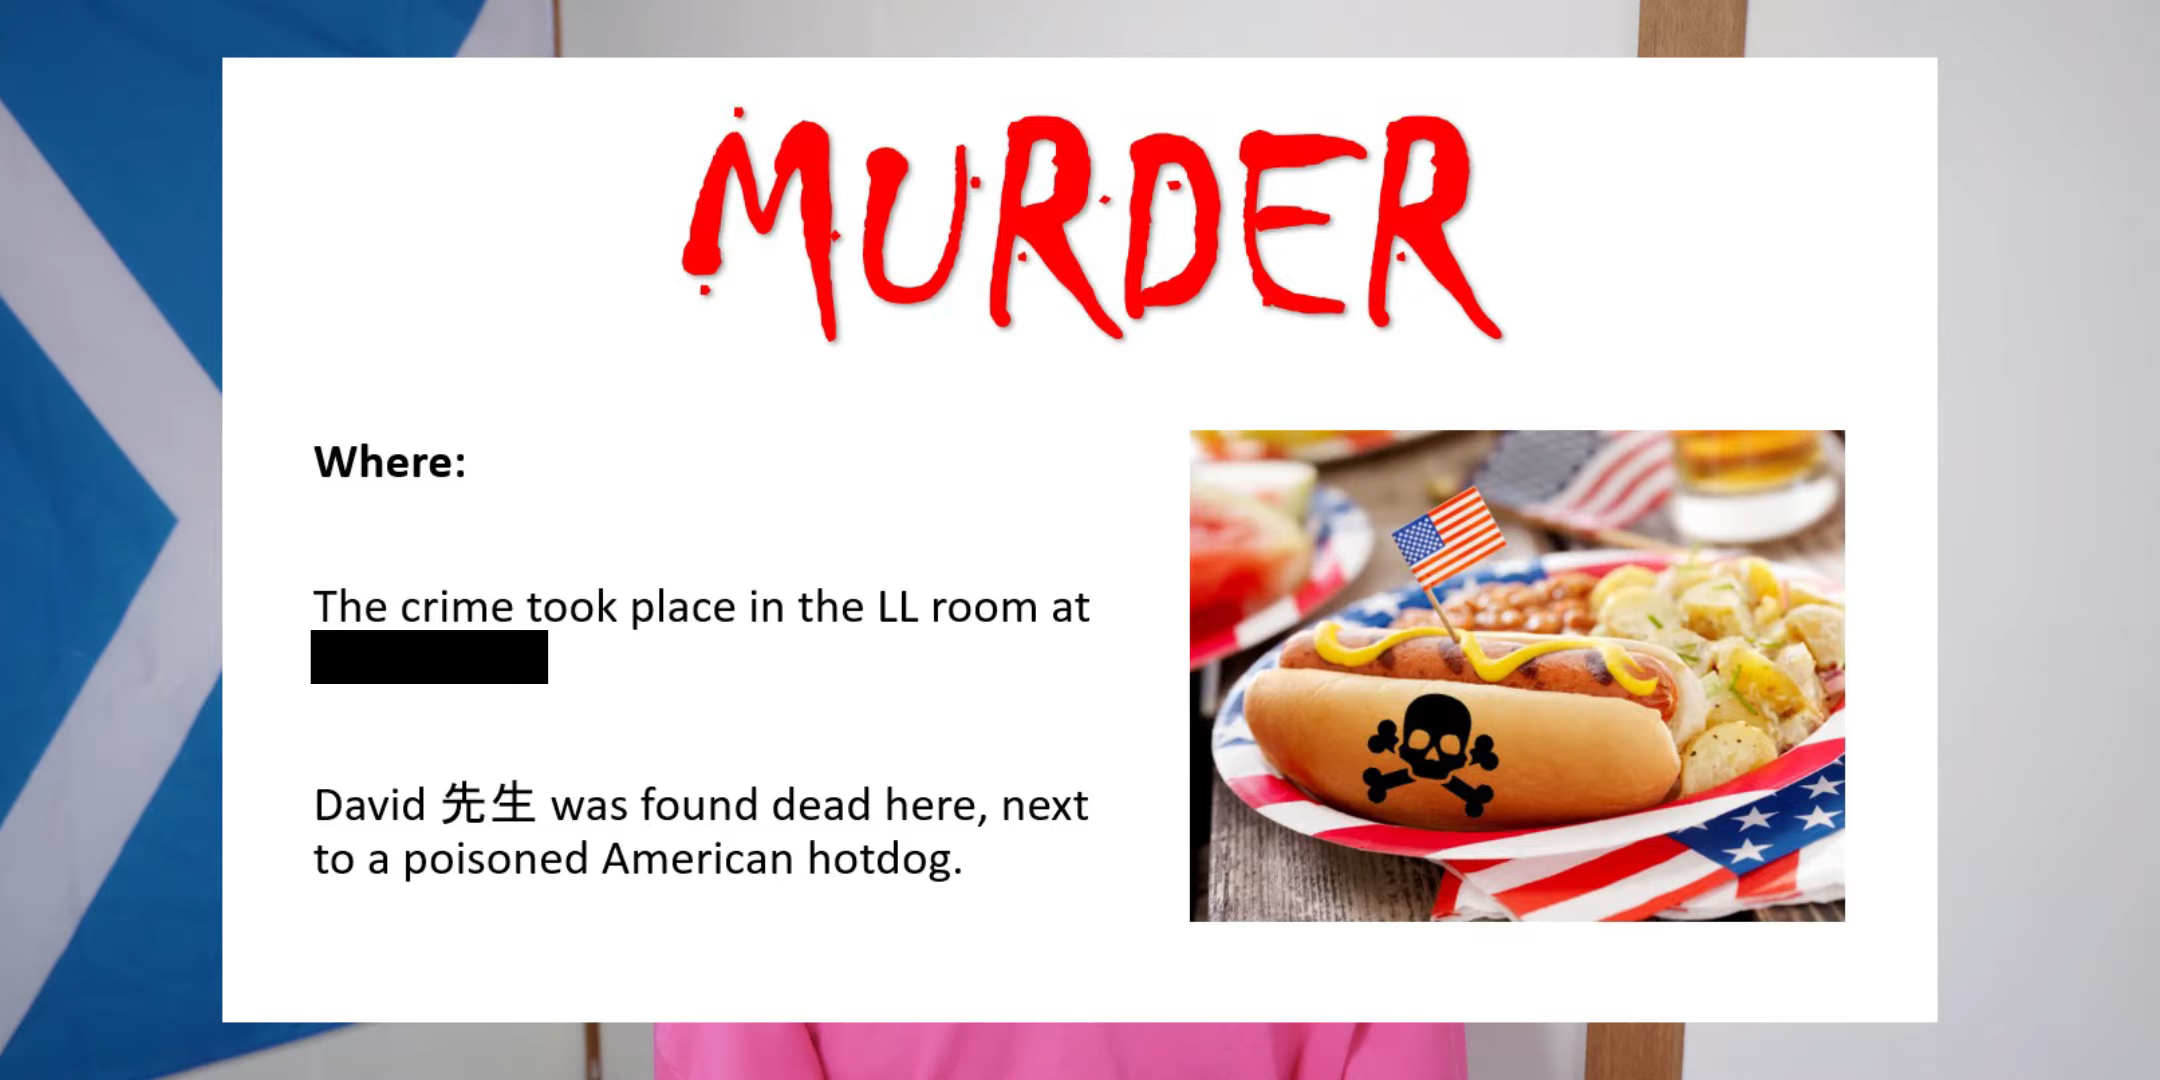 MURDER
Where:
The crime took place in the LL room at
David 先生 was found dead here, next
to a poisoned American hotdog.